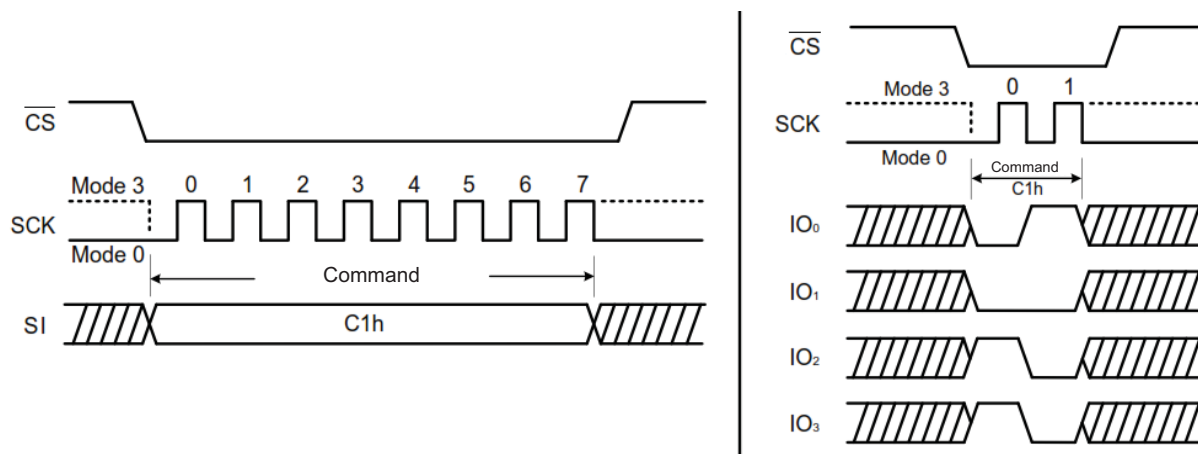 CS
Mode 3 0 1 2 3 4 5 6 7
SCK
Mode 0
Command
SI
C1h
CS
Mode 3 0 1
SCK
Mode 0
Command
C1h
IO₀
IO₁
IO₂
IO₃